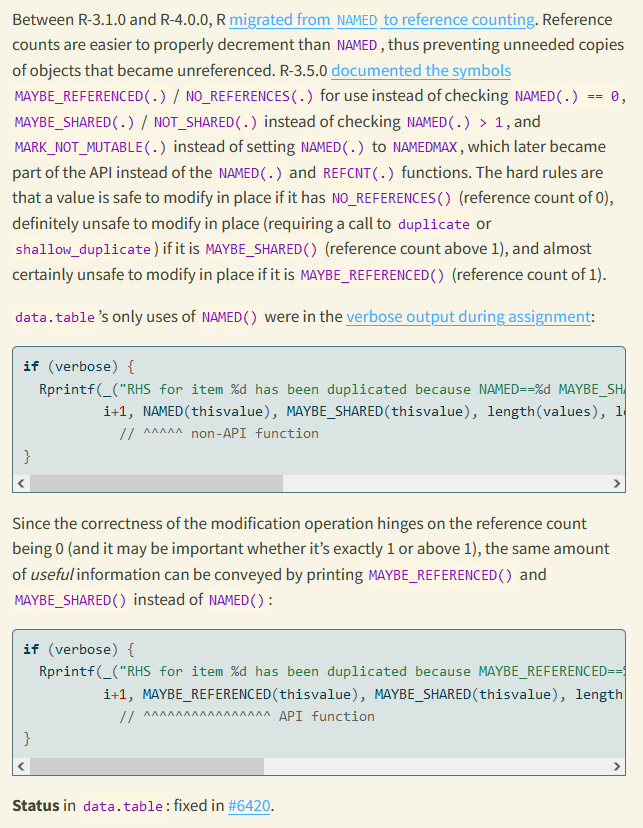 Between R-3.1.0 and R-4.0.0, R migrated from NAMED to reference counting. Reference
counts are easier to properly decrement than NAMED, thus preventing unneeded copies
of objects that became unreferenced. R-3.5.0 documented the symbols
MAYBE_REFERENCED(.) / NO_REFERENCES(.) for use instead of checking NAMED(.) == 0,
MAYBE_SHARED(.) / NOT_SHARED(.) instead of checking NAMED(.) > 1, and
MARK_NOT_MUTABLE(.) instead of setting NAMED(.) to NAMEDMAX, which later became
part of the API instead of the NAMED(.) and REFCNT(.) functions. The hard rules are
that a value is safe to modify in place if it has NO_REFERENCES() (reference count of 0),
definitely unsafe to modify in place (requiring a call to duplicate or
shallow_duplicate) if it is MAYBE_SHARED() (reference count above 1), and almost
certainly unsafe to modify in place if it is MAYBE_REFERENCED() (reference count of 1).
data.table's only uses of NAMED() were in the verbose output during assignment:
if (verbose) {
Rprintf(_("RHS for item %d has been duplicated because NAMED==%d MAYBE_SHA
i+1, NAMED(thisvalue), MAYBE_SHARED(thisvalue), length(values), le
// ^^^^^ non-API function
}
Since the correctness of the modification operation hinges on the reference count
being 0 (and it may be important whether it's exactly 1 or above 1), the same amount
of useful information can be conveyed by printing MAYBE_REFERENCED() and
MAYBE_SHARED() instead of NAMED():
if (verbose) {
Rprintf(_("RHS for item %d has been duplicated because MAYBE_REFERENCED==%
i+1, MAYBE_REFERENCED(thisvalue), MAYBE_SHARED(thisvalue), length
// ^^^^^^^^^^^^^^^^ API function
}
Status in data.table: fixed in #6420.